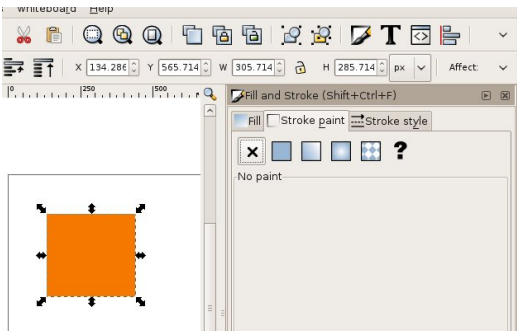 whiteboard Help
X 134.286 Y 565.714 W 305.714 H 285.714 px Affect:
0 250 500
Fill and Stroke (Shift+Ctrl+F)
Fill Stroke paint Stroke style
No paint